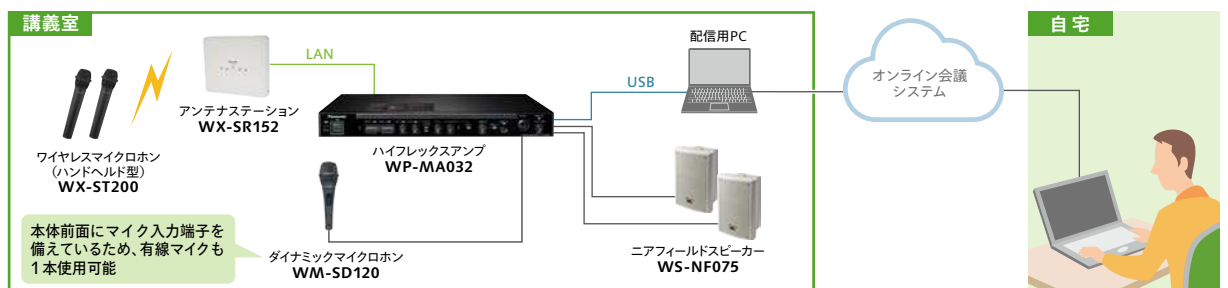 講義室
自宅
LAN
USB
配信用PC
オンライン会議
システム
アンテナステーション
WX-SR152
Panasonic
ハイフレックスアンプ
WP-MA032
ワイヤレスマイクロホン
（ハンドヘルド型）
WX-ST200
本体前面にマイク入力端子を
備えているため、有線マイクも
1本使用可能
ダイナミックマイクロホン
WM-SD120
ニアフィールドスピーカー
WS-NF075